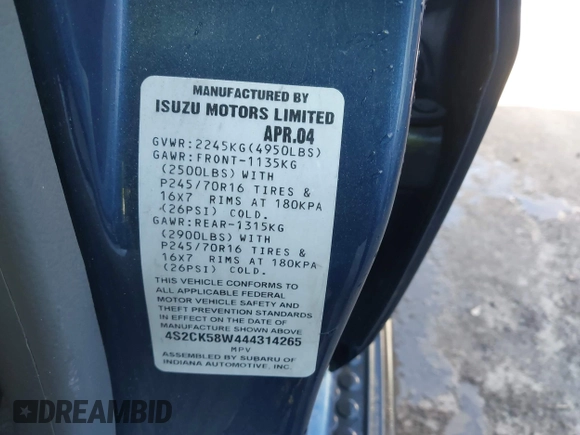 MANUFACTURED BY
ISUZU MOTORS LIMITED
APR.04
GVWR:2245KG(4950LBS)
GAWR:FRONT-1135KG
(2500LBS) WITH
P245/70R16 TIRES &
16X7 RIMS AT 180KPA
(26PSI) COLD.
GAWR:REAR-1315KG
(2900LBS) WITH
P245/70R16 TIRES &
16X7 RIMS AT 180KPA
(26PSI) COLD.
THIS VEHICLE CONFORMS TO
ALL APPLICABLE FEDERAL
MOTOR VEHICLE SAFETY AND
THEFT PREVENTION STANDARDS
IN EFFECT ON THE DATE OF
MANUFACTURE SHOWN ABOVE
4S2CK58W444314265
MPV
ASSEMBLED BY SUBARU OF
INDIANA AUTOMOTIVE, INC.
DREAMBID